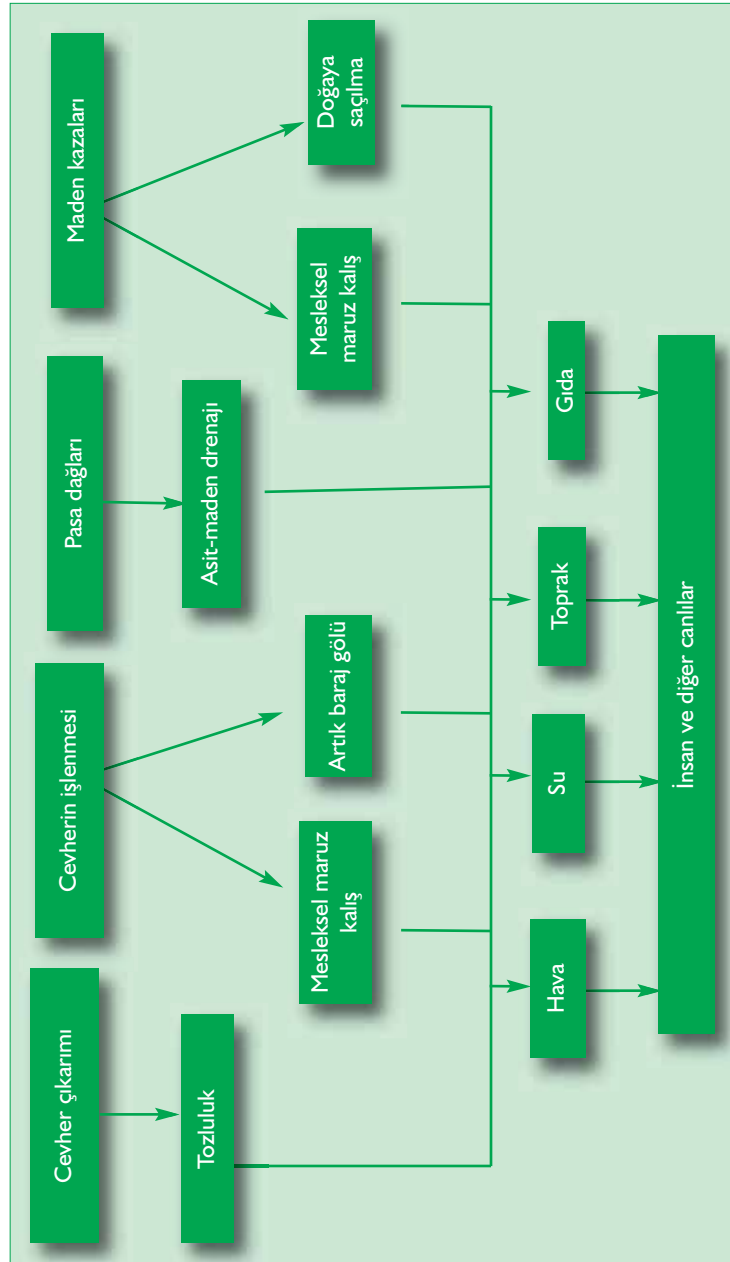 Cevher çıkarımı
Cevherin işlenmesi
Pasa dağları
Maden kazaları
Tozluluk
Asit-maden drenajı
Mesleksel maruz
kalış
Artık baraj gölü
Mesleksel
maruz kalış
Doğaya
saçılma
Hava
Su
Toprak
Gıda
İnsan ve diğer canlılar